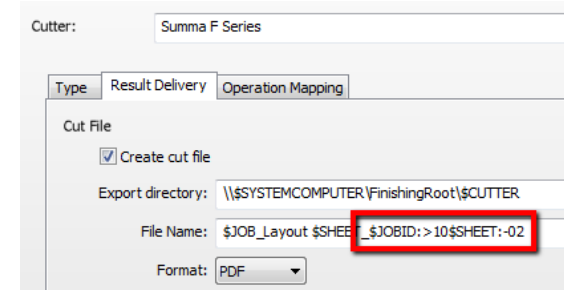 Cutter: Summa F Series
Type Result Delivery Operation Mapping
Cut File
Create cut file
Export directory: \\$SYSTEMCOMPUTER\FinishingRoot\$CUTTER
File Name: $JOB_Layout $SHEET_$JOBID:>10$SHEET:-02
Format: PDF